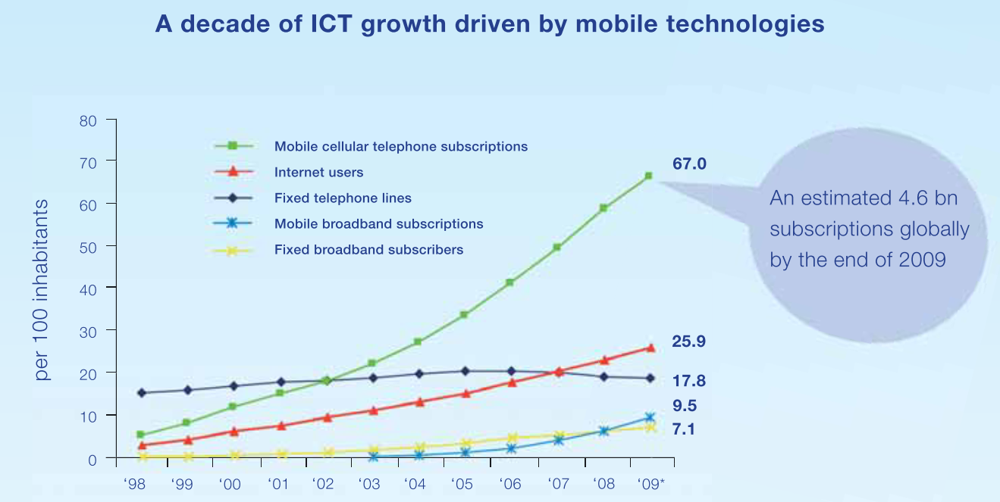 A decade of ICT growth driven by mobile technologies
80
70
60
50
40
30
20
10
0
per 100 inhabitants
Mobile cellular telephone subscriptions
Internet users
Fixed telephone lines
Mobile broadband subscriptions
Fixed broadband subscribers
67.0
25.9
17.8
9.5
7.1
An estimated 4.6 bn
subscriptions globally
by the end of 2009
‘98 ‘99 ‘00 ‘01 ‘02 ‘03 ‘04 ‘05 ‘06 ‘07 ‘08 ‘09*